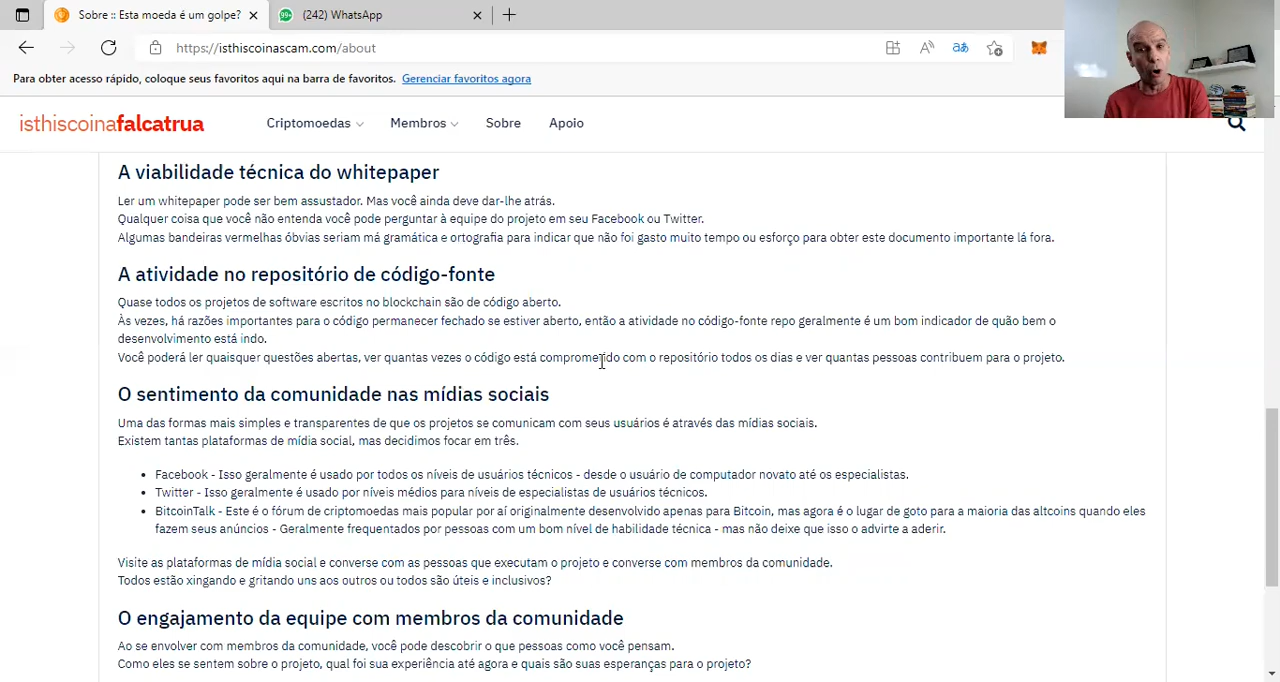 Sobre :: Esta moeda é um golpe?
(242) WhatsApp
99+
https://isthiscoinascam.com/about
Para obter acesso rápido, coloque seus favoritos aqui na barra de favoritos. Gerenciar favoritos agora
isthiscoinafalcatrua
Criptomoedas
Membros
Sobre
Apoio
A viabilidade técnica do whitepaper
Ler um whitepaper pode ser bem assustador. Mas você ainda deve dar-lhe atrás.
Qualquer coisa que você não entenda você pode perguntar à equipe do projeto em seu Facebook ou Twitter.
Algumas bandeiras vermelhas óbvias seriam má gramática e ortografia para indicar que não foi gasto muito tempo ou esforço para obter este documento importante lá fora.
A atividade no repositório de código-fonte
Quase todos os projetos de software escritos no blockchain são de código aberto.
Às vezes, há razões importantes para o código permanecer fechado se estiver aberto, então a atividade no código-fonte repo geralmente é um bom indicador de quão bem o
desenvolvimento está indo.
Você poderá ler quaisquer questões abertas, ver quantas vezes o código está comprometido com o repositório todos os dias e ver quantas pessoas contribuem para o projeto.
O sentimento da comunidade nas mídias sociais
Uma das formas mais simples e transparentes de que os projetos se comunicam com seus usuários é através das mídias sociais.
Existem tantas plataformas de mídia social, mas decidimos focar em três.
• Facebook - Isso geralmente é usado por todos os níveis de usuários técnicos - desde o usuário de computador novato até os especialistas.
• Twitter - Isso geralmente é usado por níveis médios para níveis de especialistas de usuários técnicos.
• BitcoinTalk - Este é o fórum de criptomoedas mais popular por aí originalmente desenvolvido apenas para Bitcoin, mas agora é o lugar de goto para a maioria das altcoins quando eles
fazem seus anúncios - Geralmente frequentados por pessoas com um bom nível de habilidade técnica - mas não deixe que isso o advirte a aderir.
Visite as plataformas de mídia social e converse com as pessoas que executam o projeto e converse com membros da comunidade.
Todos estão xingando e gritando uns aos outros ou todos são úteis e inclusivos?
O engajamento da equipe com membros da comunidade
Ao se envolver com membros da comunidade, você pode descobrir o que pessoas como você pensam.
Como eles se sentem sobre o projeto, qual foi sua experiência até agora e quais são suas esperanças para o projeto?